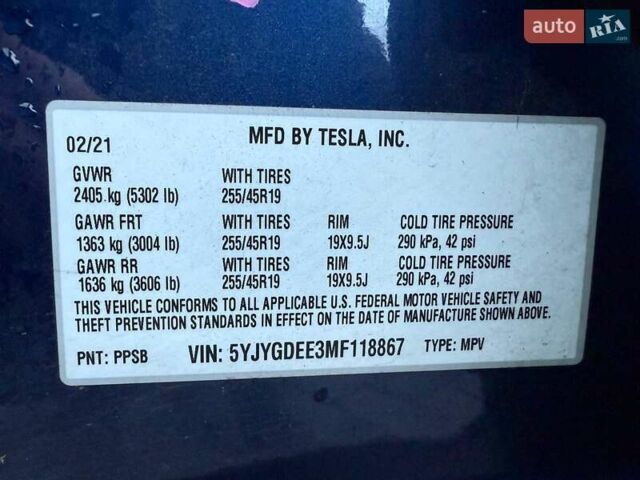 auto RIA.com
02/21 MFD BY TESLA, INC.
GVWR WITH TIRES
2405 kg (5302 lb) 255/45R19
GAWR FRT WITH TIRES RIM COLD TIRE PRESSURE
1363 kg (3004 lb) 255/45R19 19X9.5J 290 kPa, 42 psi
GAWR RR WITH TIRES RIM COLD TIRE PRESSURE
1636 kg (3606 lb) 255/45R19 19X9.5J 290 kPa, 42 psi
THIS VEHICLE CONFORMS TO ALL APPLICABLE U.S. FEDERAL MOTOR VEHICLE SAFETY AND
THEFT PREVENTION STANDARDS IN EFFECT ON THE DATE OF MANUFACTURE SHOWN ABOVE.
PNT: PPSB VIN: 5YJYGDEE3MF118867 TYPE: MPV